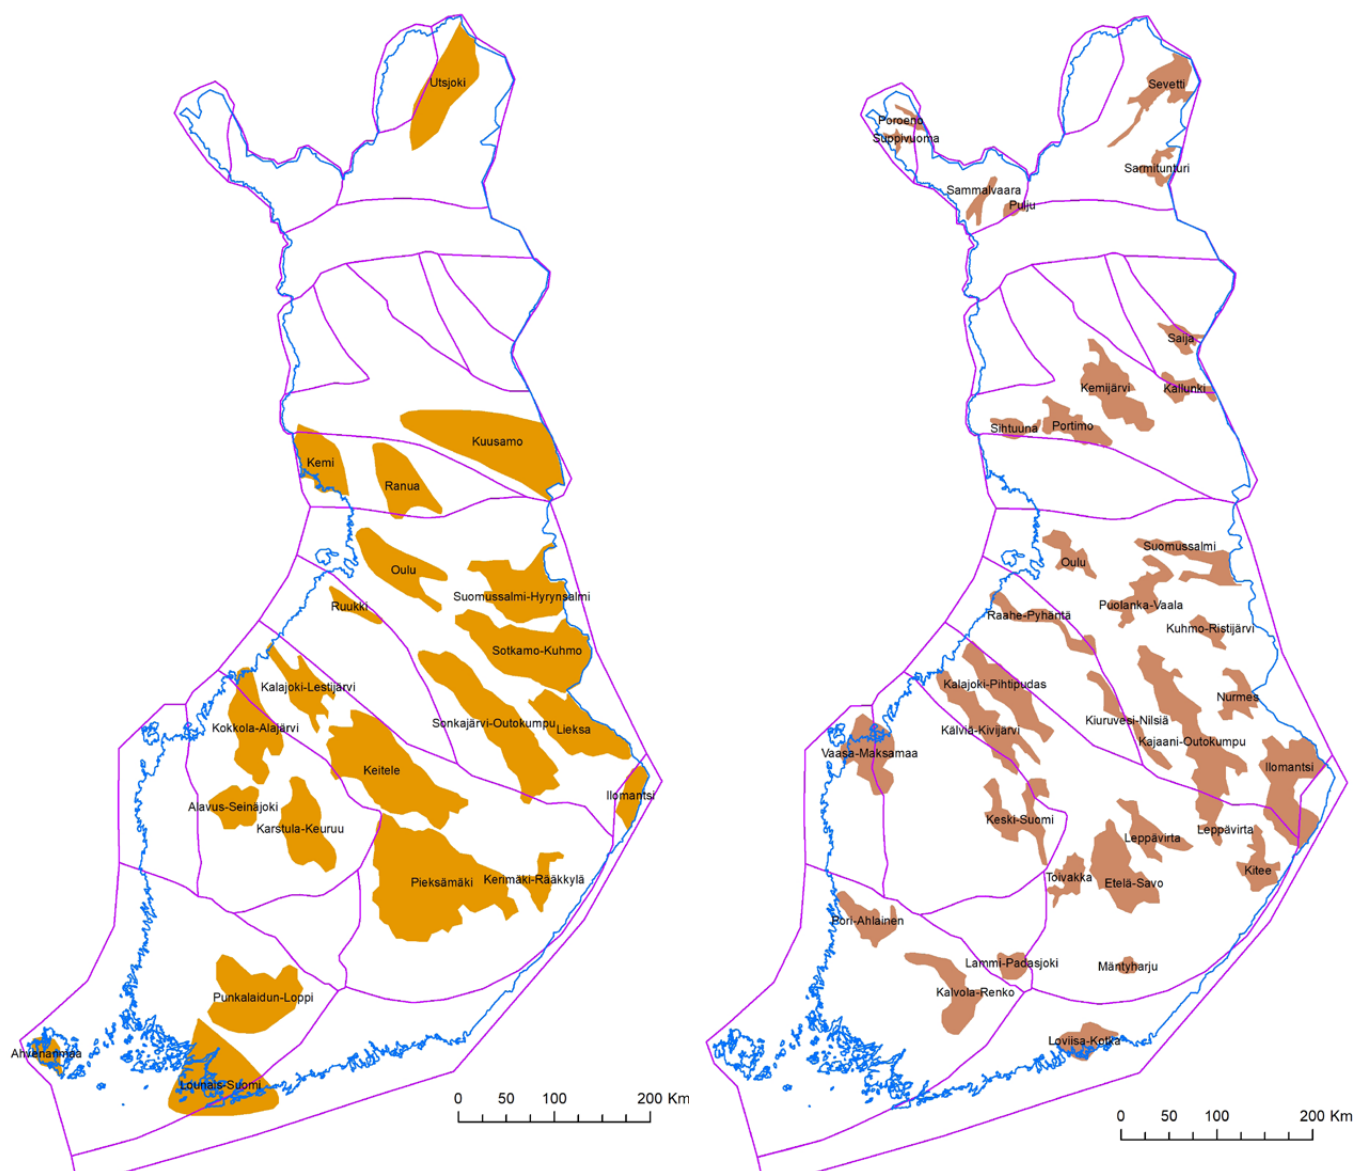 Utsjoki
Kuusamo
Kemi
Ranua
Oulu
Suomussalmi-Hyrynsalmi
Ruukki
Sotkamo-Kuhmo
Kalajoki-Lestijärvi
Sonkajärvi-Outokumpu
Kokkola-Alajärvi
Lieksa
Keitele
Ilomantsi
Alavus-Seinäjoki
Karstula-Keuruu
Pieksämäki
Kerimäki-Rääkkylä
Punkalaidun-Loppi
Ahvenanmaa
Lounais-Suomi
0 50 100 200 Km
Sevetti
Poroeno
Suppivuoma
Sarmitunturi
Sammalvaara
Pulju
Saija
Kemijärvi
Kallunki
Sihtuuna
Portimo
Suomussalmi
Oulu
Puolanka-Vaala
Raahe-Pyhäntä
Kuhmo-Ristijärvi
Kalajoki-Pihtipudas
Nurmes
Kiuruvesi-Nilsiä
Kälviä-Kivijärvi
Kajaani-Outokumpu
Vaasa-Maksamaa
Ilomantsi
Keski-Suomi
Leppävirta
Leppävirta
Kitee
Toivakka
Etelä-Savo
Pori-Ahlainen
Lammi-Padasjoki
Mäntyharju
Kalvola-Renko
Loviisa-Kotka
0 50 100 200 Km